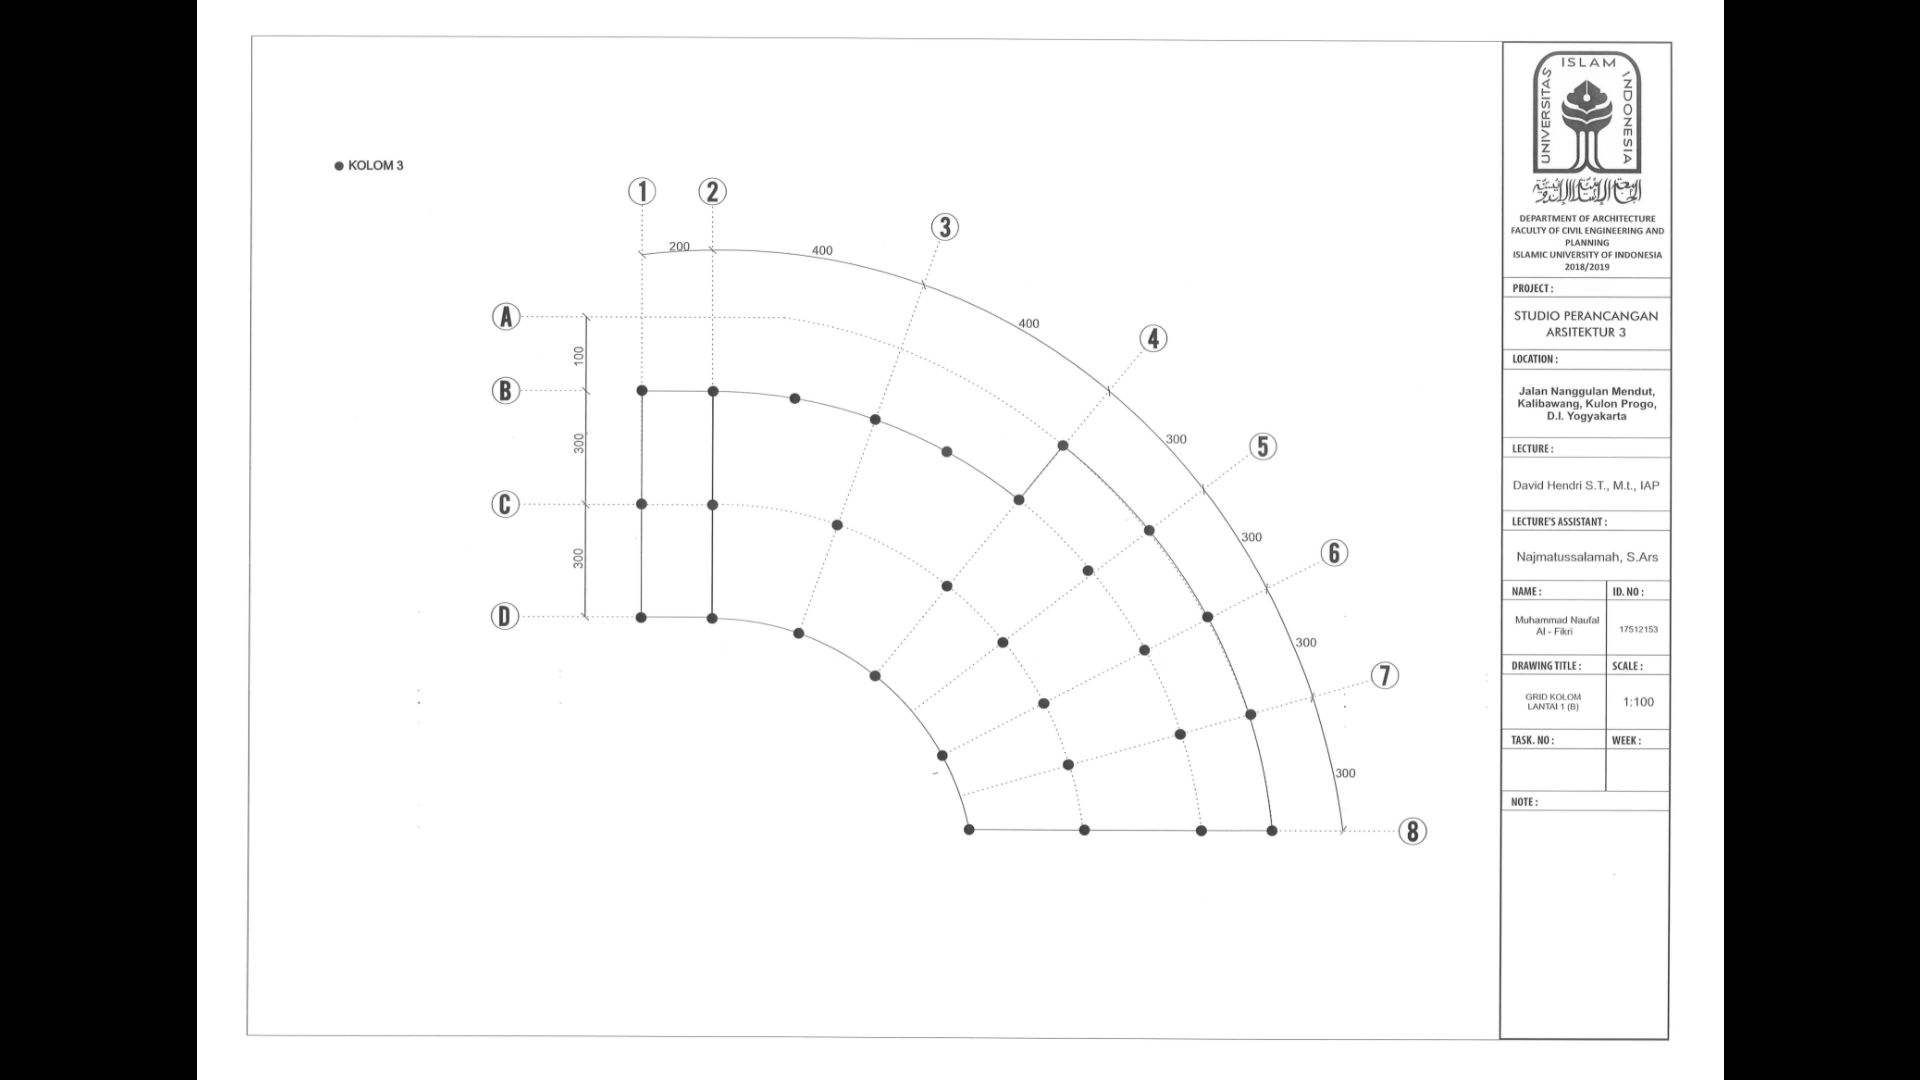 KOLOM 3
1
2
3
4
5
6
7
8
A
B
C
D
200
400
400
300
300
300
300
100
300
300
UNIVERSITAS
ISLAM
INDONESIA
DEPARTMENT OF ARCHITECTURE
FACULTY OF CIVIL ENGINEERING AND
PLANNING
ISLAMIC UNIVERSITY OF INDONESIA
2018/2019
PROJECT :
STUDIO PERANCANGAN
ARSITEKTUR 3
LOCATION :
Jalan Nanggulan Mendut,
Kalibawang, Kulon Progo,
D.I. Yogyakarta
LECTURE :
David Hendri S.T., M.t., IAP
LECTURE'S ASSISTANT :
Najmatussalamah, S.Ars
NAME :
ID. NO :
Muhammad Naufal
Al - Fikri
17512153
DRAWING TITLE :
SCALE :
GRID KOLOM
LANTAI 1 (B)
1:100
TASK. NO :
WEEK :
NOTE :